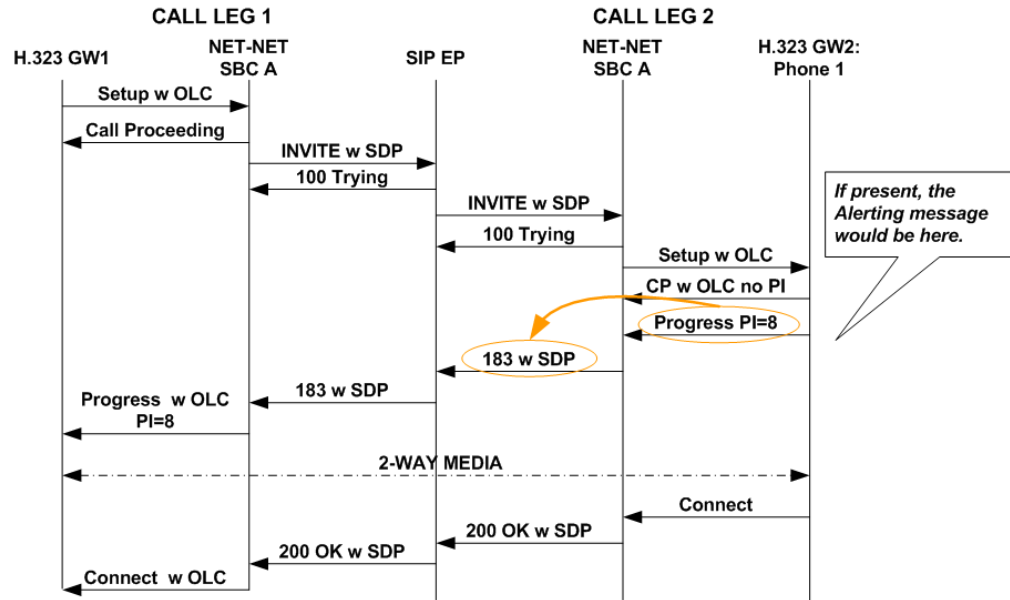 CALL LEG 1
CALL LEG 2
H.323 GW1
NET-NET
SBC A
SIP EP
NET-NET
SBC A
H.323 GW2:
Phone 1
Setup w OLC
Call Proceeding
INVITE w SDP
100 Trying
INVITE w SDP
100 Trying
If present, the
Alerting message
would be here.
Setup w OLC
CP w OLC no PI
Progress PI=8
183 w SDP
183 w SDP
Progress w OLC
PI=8
2-WAY MEDIA
Connect
200 OK w SDP
200 OK w SDP
Connect w OLC